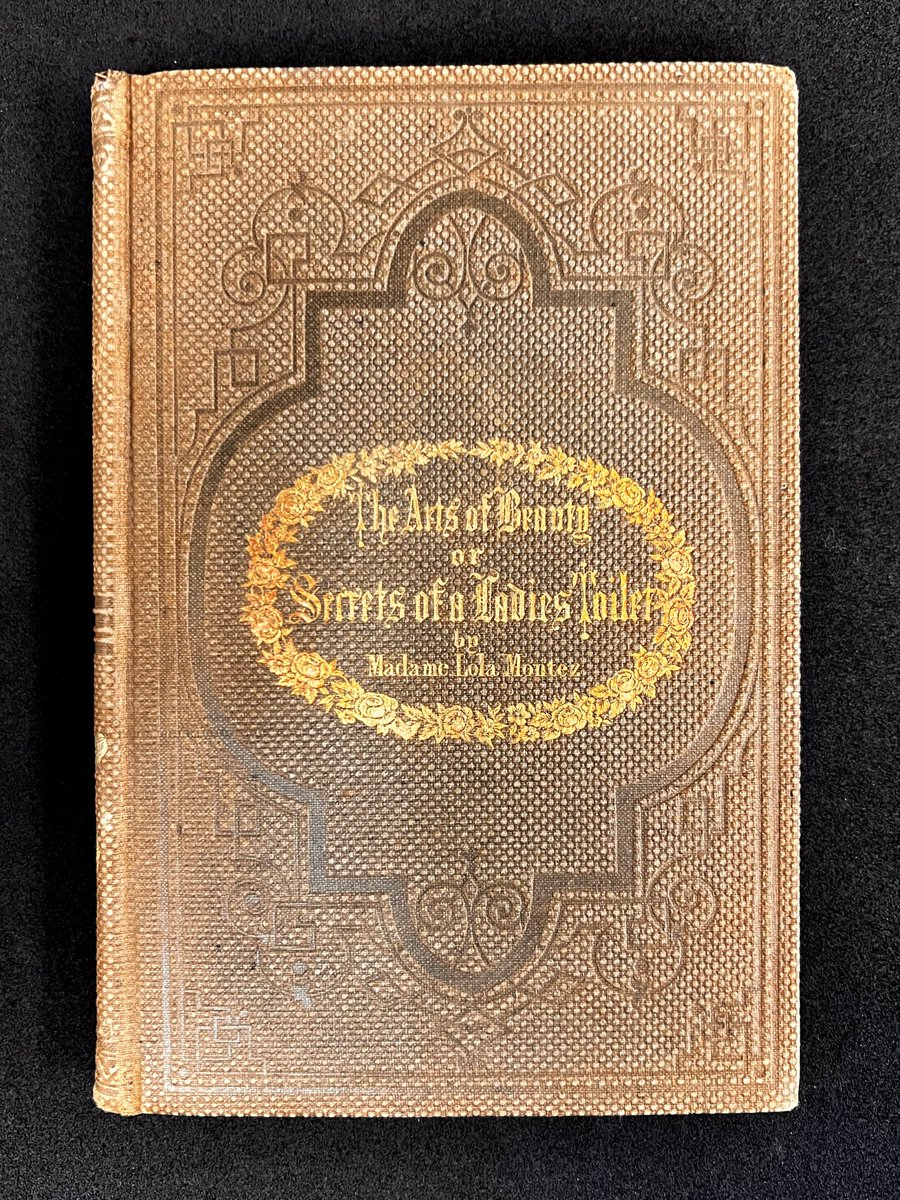 The Arts of Beauty
or
Secrets of a Ladies Toilet
by
Madame Lola Montez